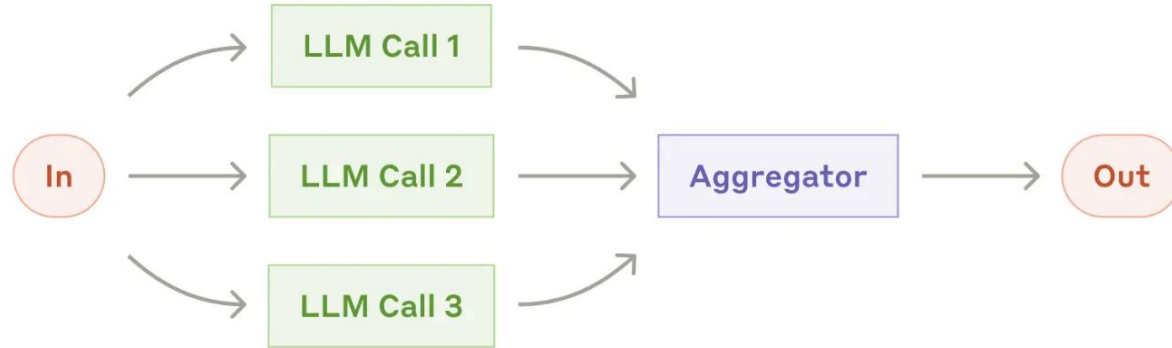 LLM Call 1
In
LLM Call 2
Aggregator
Out
LLM Call 3